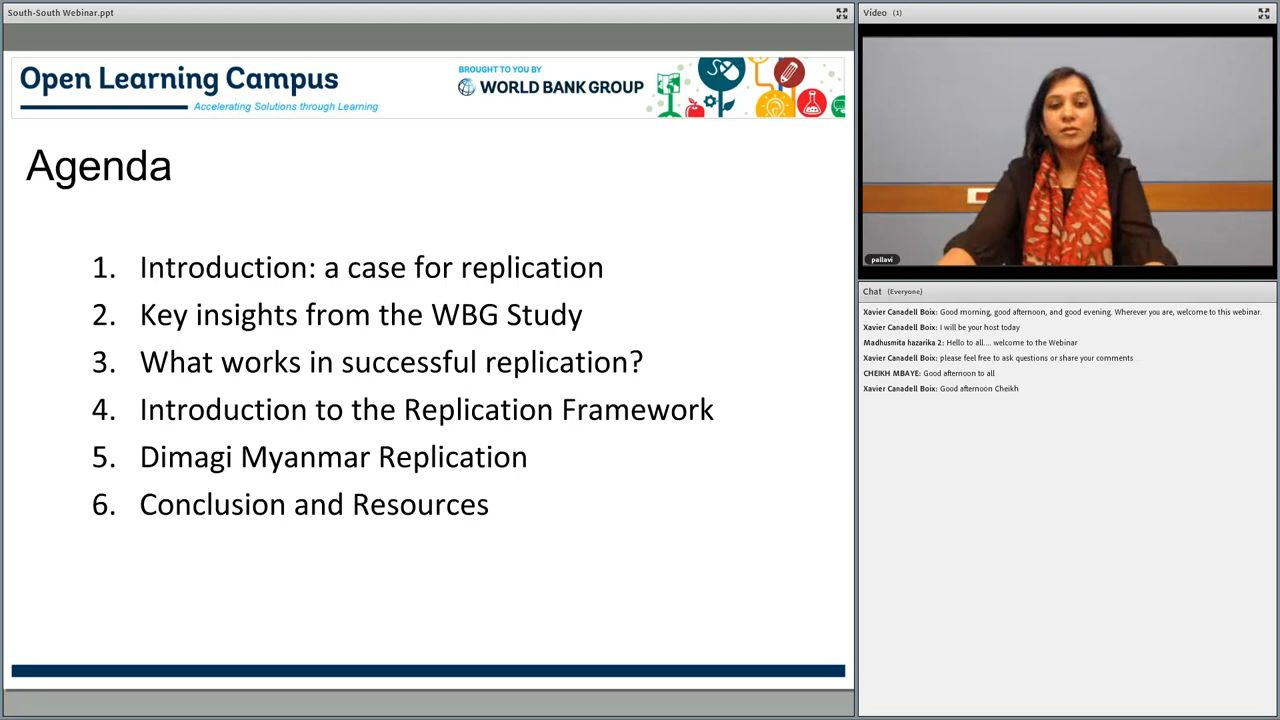 South-South Webinar.ppt
Open Learning Campus
Accelerating Solutions through Learning
BROUGHT TO YOU BY
WORLD BANK GROUP
Agenda
1. Introduction: a case for replication
2. Key insights from the WBG Study
3. What works in successful replication?
4. Introduction to the Replication Framework
5. Dimagi Myanmar Replication
6. Conclusion and Resources
Vídeo (1)
pallavi
Chat (Everyone)
Xavier Canadell Boix: Good morning, good afternoon, and good evening. Wherever you are, welcome to this webinar.
Xavier Canadell Boix: I will be your host today
Madhusmita hazarika 2: Hello to all.... welcome to the Webinar
Xavier Canadell Boix: please feel free to ask questions or share your comments
CHEIKH MBAYE: Good afternoon to all
Xavier Canadell Boix: Good afternoon Cheikh